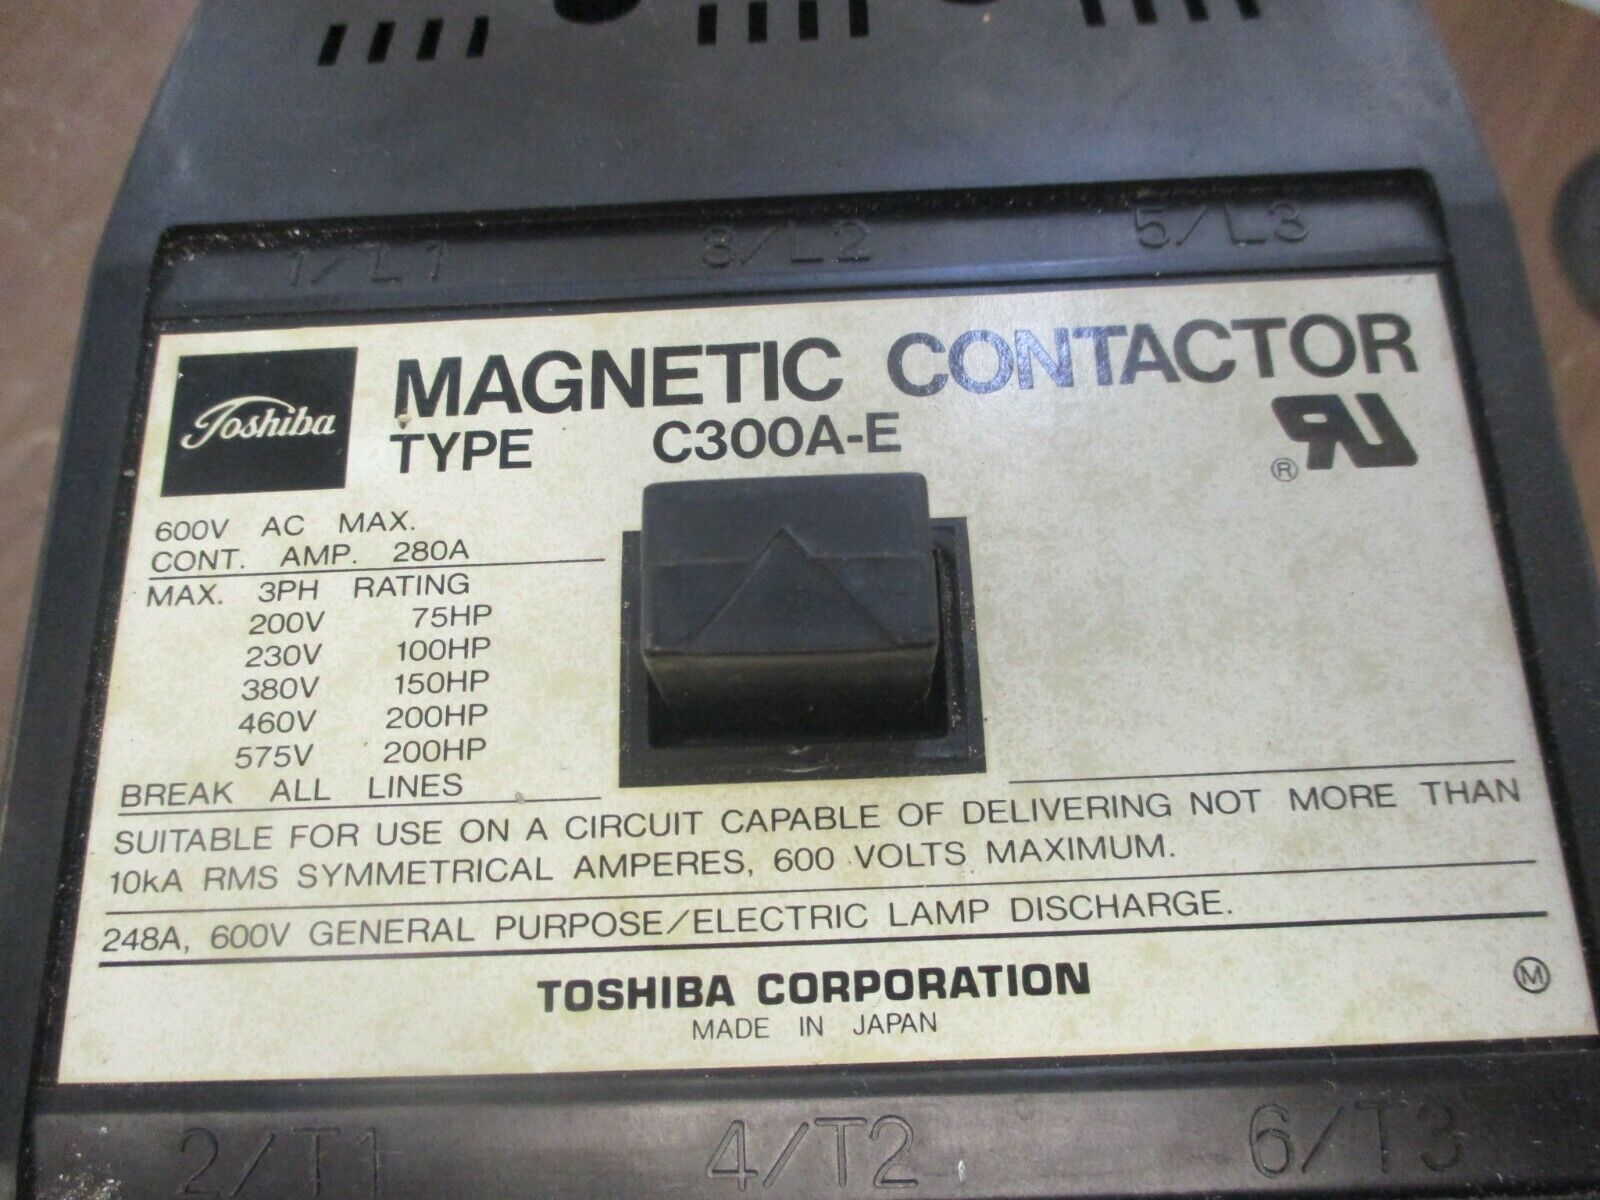 1/L1 3/L2 5/L3
Toshiba
MAGNETIC CONTACTOR
TYPE C300A-E
UR
®
600V AC MAX.
CONT. AMP. 280A
MAX. 3PH RATING
200V 75HP
230V 100HP
380V 150HP
460V 200HP
575V 200HP
BREAK ALL LINES
SUITABLE FOR USE ON A CIRCUIT CAPABLE OF DELIVERING NOT MORE THAN
10kA RMS SYMMETRICAL AMPERES, 600 VOLTS MAXIMUM.
248A, 600V GENERAL PURPOSE/ELECTRIC LAMP DISCHARGE.
TOSHIBA CORPORATION
MADE IN JAPAN
M
2/T1 4/T2 6/T3